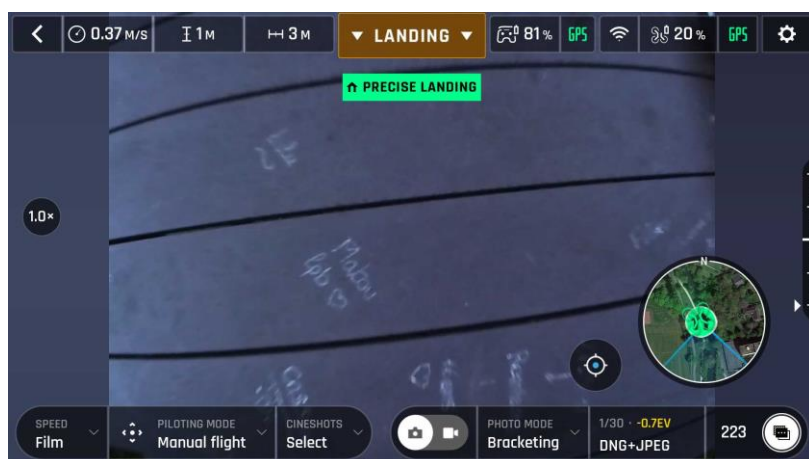 0.37 M/S
1 M
3 M
▼ LANDING ▼
81 %
GPS
20 %
GPS
PRECISE LANDING
1.0×
N
SPEED
Film
PILOTING MODE
Manual flight
CINESHOTS
Select
PHOTO MODE
Bracketing
1/30 · -0.7EV
DNG+JPEG
223